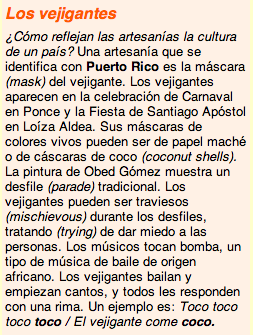 Los vejigantes
¿Cómo reflejan las artesanías la cultura
de un país? Una artesanía que se
identifica con Puerto Rico es la máscara
(mask) del vejigante. Los vejigantes
aparecen en la celebración de Carnaval
en Ponce y la Fiesta de Santiago Apóstol
en Loíza Aldea. Sus máscaras de
colores vivos pueden ser de papel maché
o de cáscaras de coco (coconut shells).
La pintura de Obed Gómez muestra un
desfile (parade) tradicional. Los
vejigantes pueden ser traviesos
(mischievous) durante los desfiles,
tratando (trying) de dar miedo a las
personas. Los músicos tocan bomba, un
tipo de música de baile de origen
africano. Los vejigantes bailan y
empiezan cantos, y todos les responden
con una rima. Un ejemplo es: Toco toco
toco toco / El vejigante come coco.